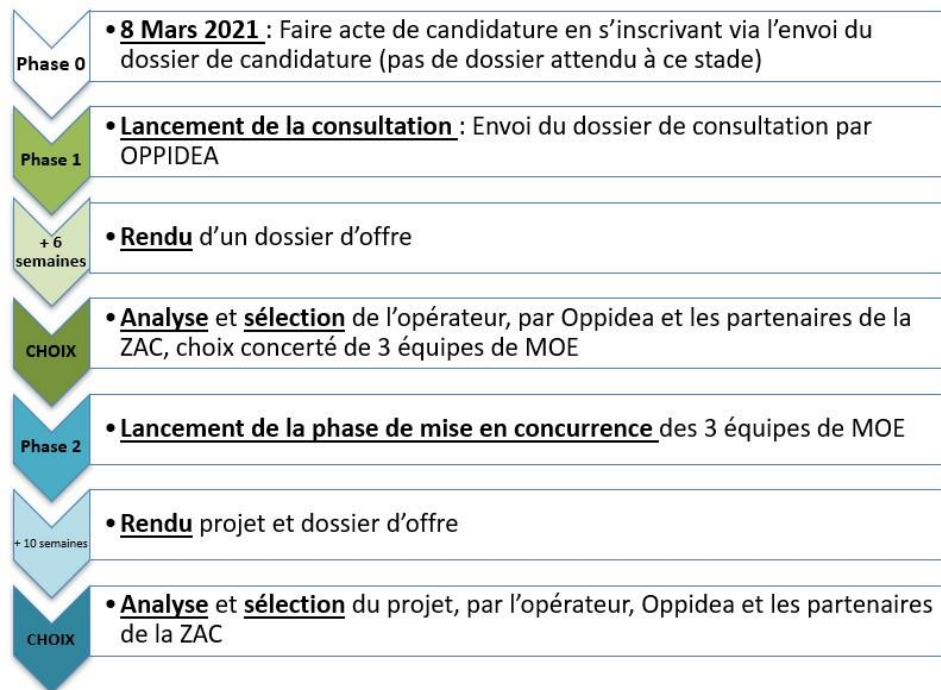 Phase 0
• 8 Mars 2021 : Faire acte de candidature en s’inscrivant via l’envoi du
dossier de candidature (pas de dossier attendu à ce stade)
Phase 1
• Lancement de la consultation : Envoi du dossier de consultation par
OPPIDEA
+ 6
semaines
• Rendu d’un dossier d’offre
CHOIX
• Analyse et sélection de l’opérateur, par Oppidea et les partenaires de la
ZAC, choix concerté de 3 équipes de MOE
Phase 2
• Lancement de la phase de mise en concurrence des 3 équipes de MOE
+ 10 semaines
• Rendu projet et dossier d’offre
CHOIX
• Analyse et sélection du projet, par l’opérateur, Oppidea et les partenaires
de la ZAC